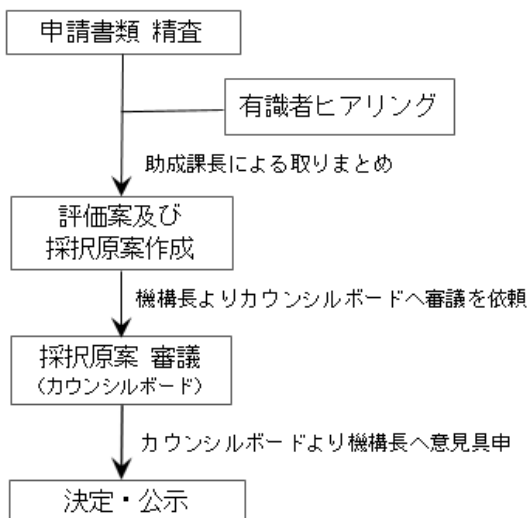 申請書類 精査
有識者ヒアリング
助成課長による取りまとめ
評価案及び
採択原案作成
機構長よりカウンシルボードへ審議を依頼
採択原案 審議
(カウンシルボード)
カウンシルボードより機構長へ意見具申
決定・公示